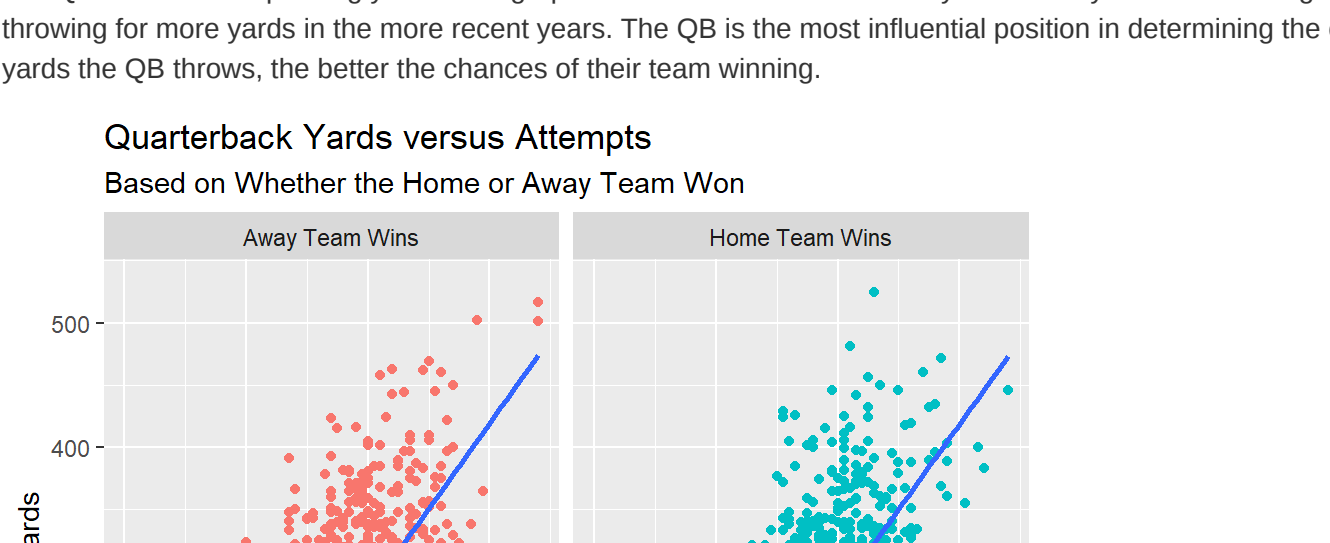 throwing for more yards in the more recent years. The QB is the most influential position in determining the
yards the QB throws, the better the chances of their team winning.
Quarterback Yards versus Attempts
Based on Whether the Home or Away Team Won
Away Team Wins
Home Team Wins
500
400
ards